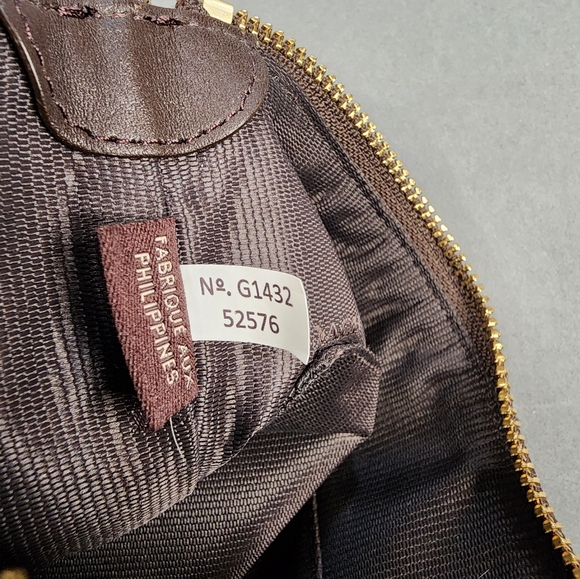 FABRIQUE AUX
PHILIPPINES
Nº. G1432
52576